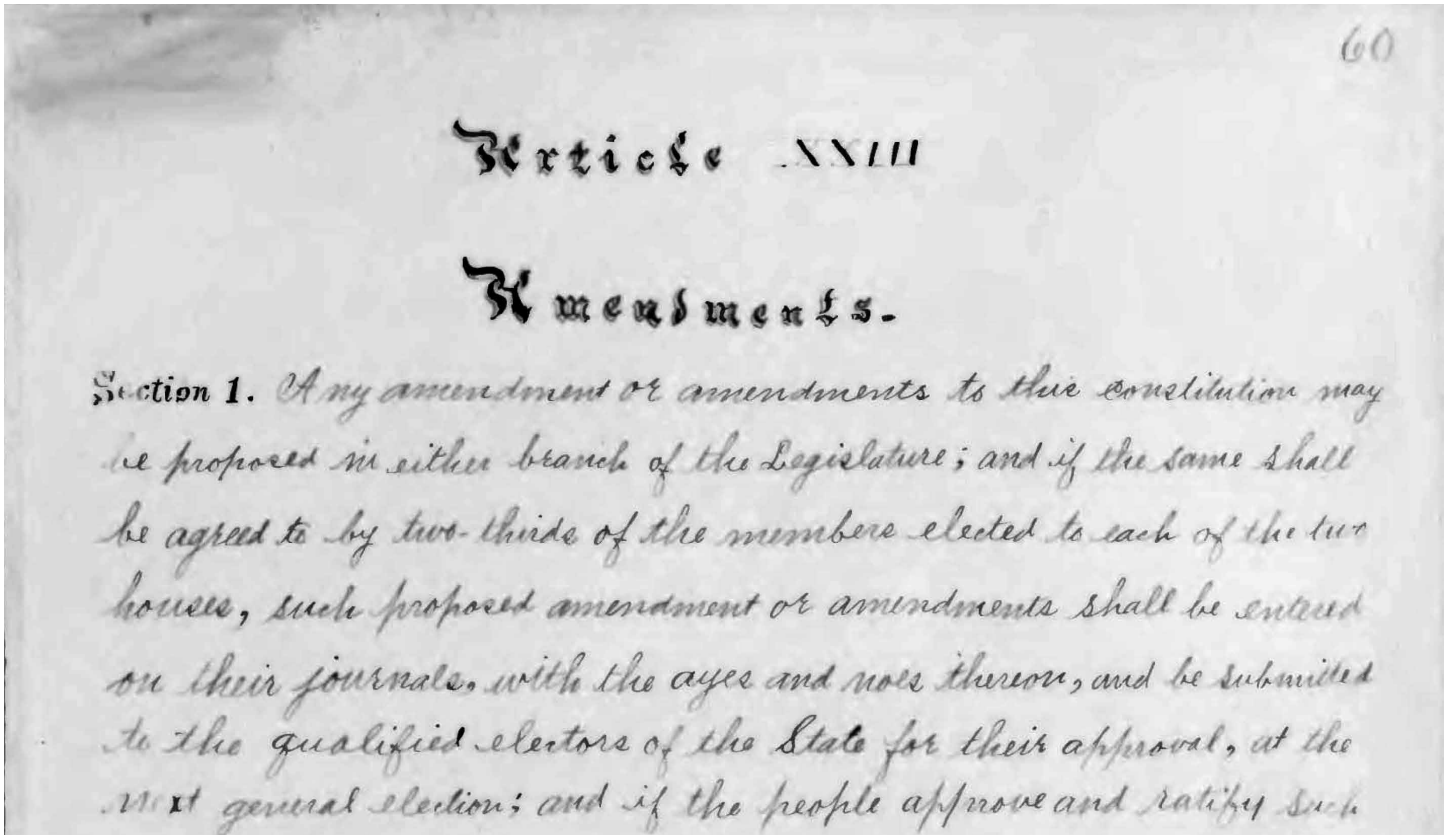 60
Article XXIII
Amendments.
Section 1. Any amendment or amendments to this constitution may
be proposed in either branch of the Legislature; and if the same shall
be agreed to by two-thirds of the members elected to each of the two
houses, such proposed amendment or amendments shall be entered
on their journals, with the ayes and noes thereon, and be submitted
to the qualified electors of the State for their approval, at the
next general election; and if the people approve and ratify such